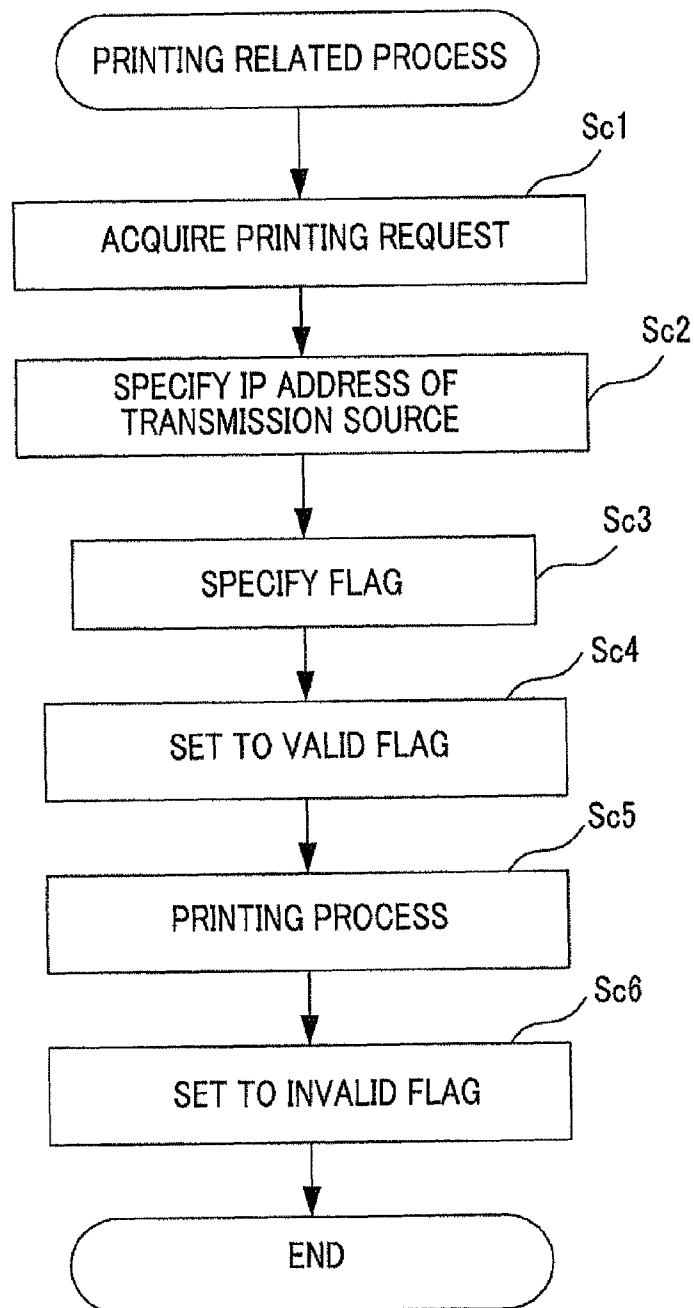 PRINTING RELATED PROCESS
Sc1
ACQUIRE PRINTING REQUEST
Sc2
SPECIFY IP ADDRESS OF
TRANSMISSION SOURCE
Sc3
SPECIFY FLAG
Sc4
SET TO VALID FLAG
Sc5
PRINTING PROCESS
Sc6
SET TO INVALID FLAG
END